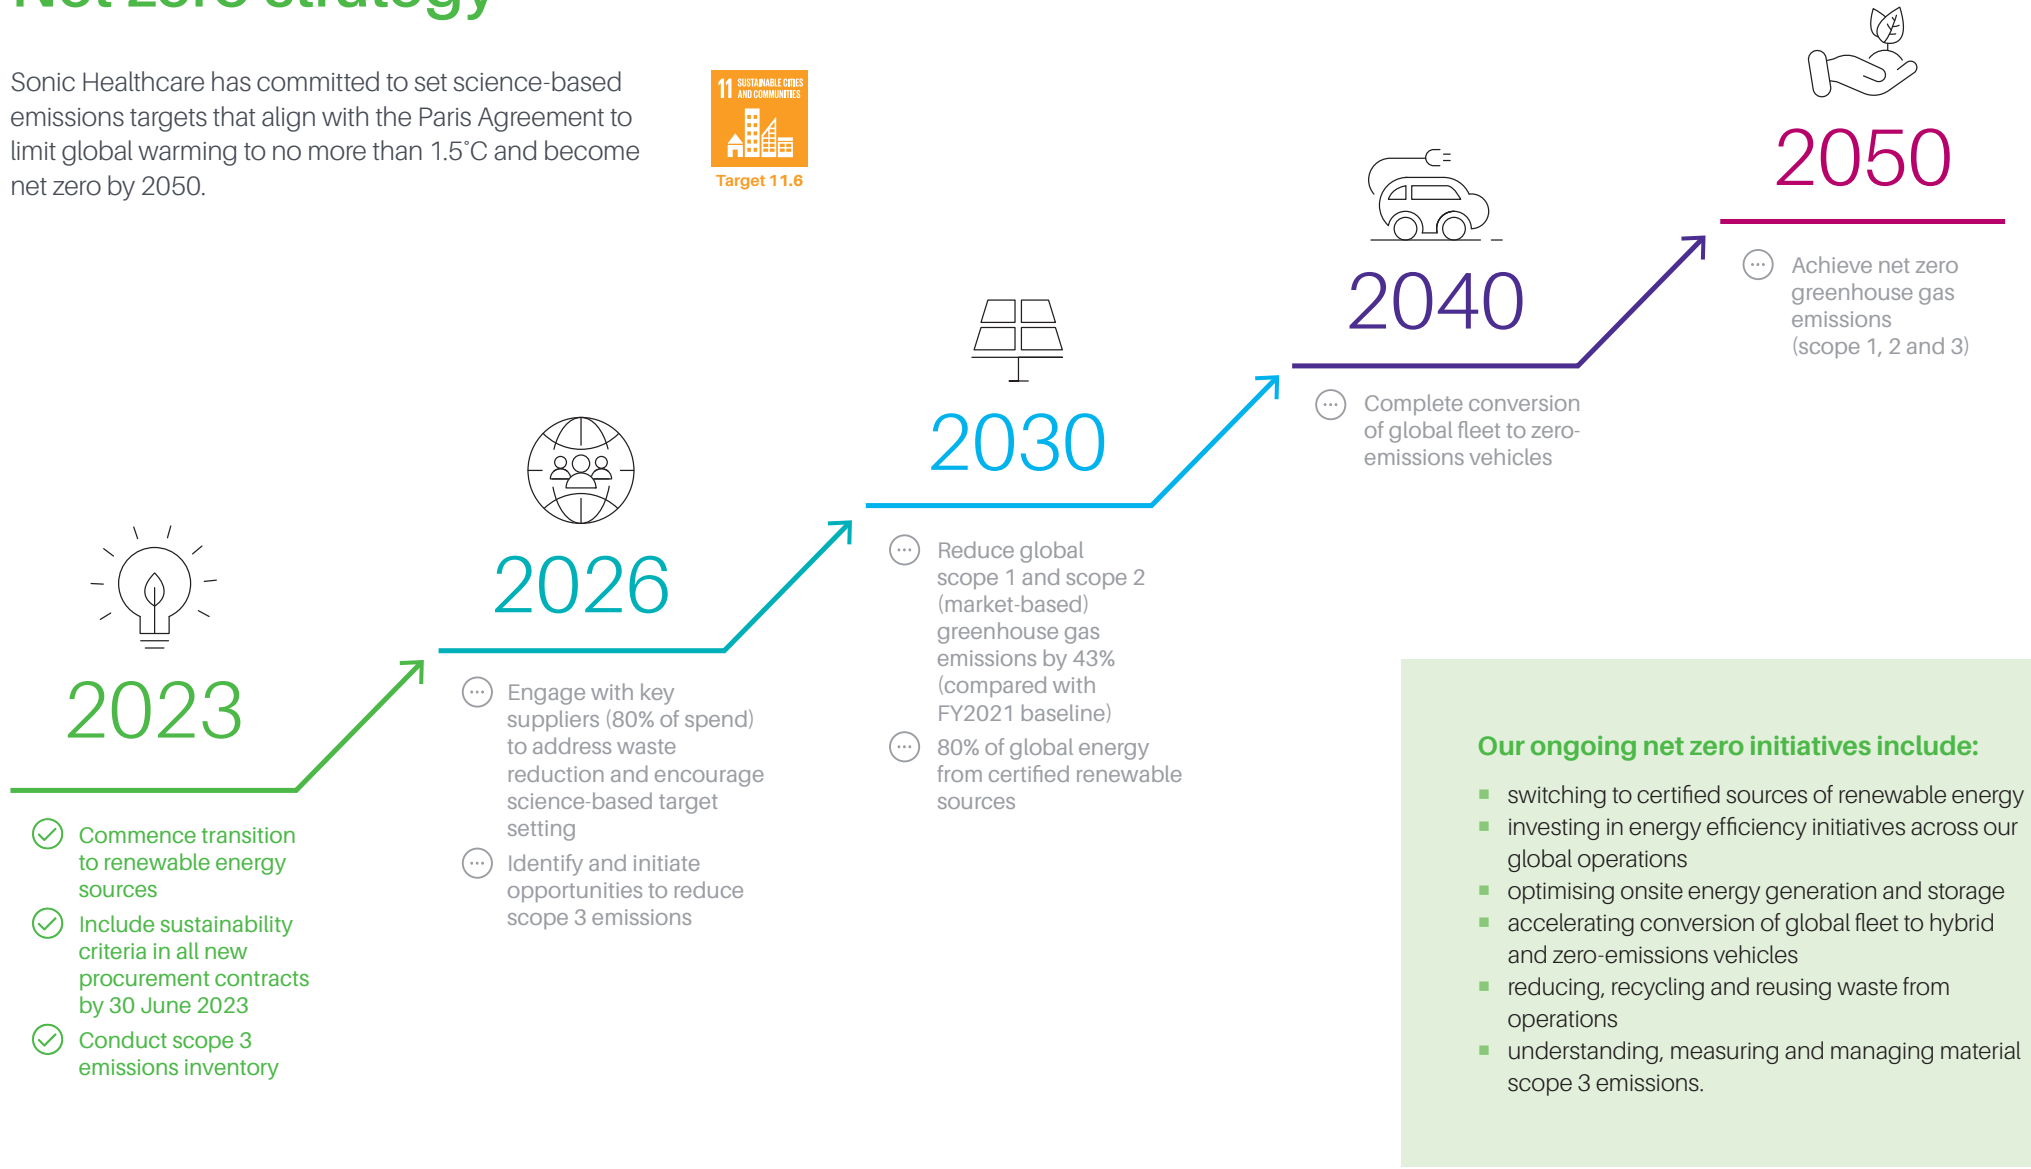 Net zero strategy
Sonic Healthcare has committed to set science-based
emissions targets that align with the Paris Agreement to
limit global warming to no more than 1.5°C and become
net zero by 2050.
11 SUSTAINABLE CITIES
AND COMMUNITIES
Target 11.6
2023
Commence transition
to renewable energy
sources
Include sustainability
criteria in all new
procurement contracts
by 30 June 2023
Conduct scope 3
emissions inventory
2026
Engage with key
suppliers (80% of spend)
to address waste
reduction and encourage
science-based target
setting
Identify and initiate
opportunities to reduce
scope 3 emissions
2030
Reduce global
scope 1 and scope 2
(market-based)
greenhouse gas
emissions by 43%
(compared with
FY2021 baseline)
80% of global energy
from certified renewable
sources
2040
Complete conversion
of global fleet to zero-
emissions vehicles
2050
Achieve net zero
greenhouse gas
emissions
(scope 1, 2 and 3)
Our ongoing net zero initiatives include:
switching to certified sources of renewable energy
investing in energy efficiency initiatives across our
global operations
optimising onsite energy generation and storage
accelerating conversion of global fleet to hybrid
and zero-emissions vehicles
reducing, recycling and reusing waste from
operations
understanding, measuring and managing material
scope 3 emissions.